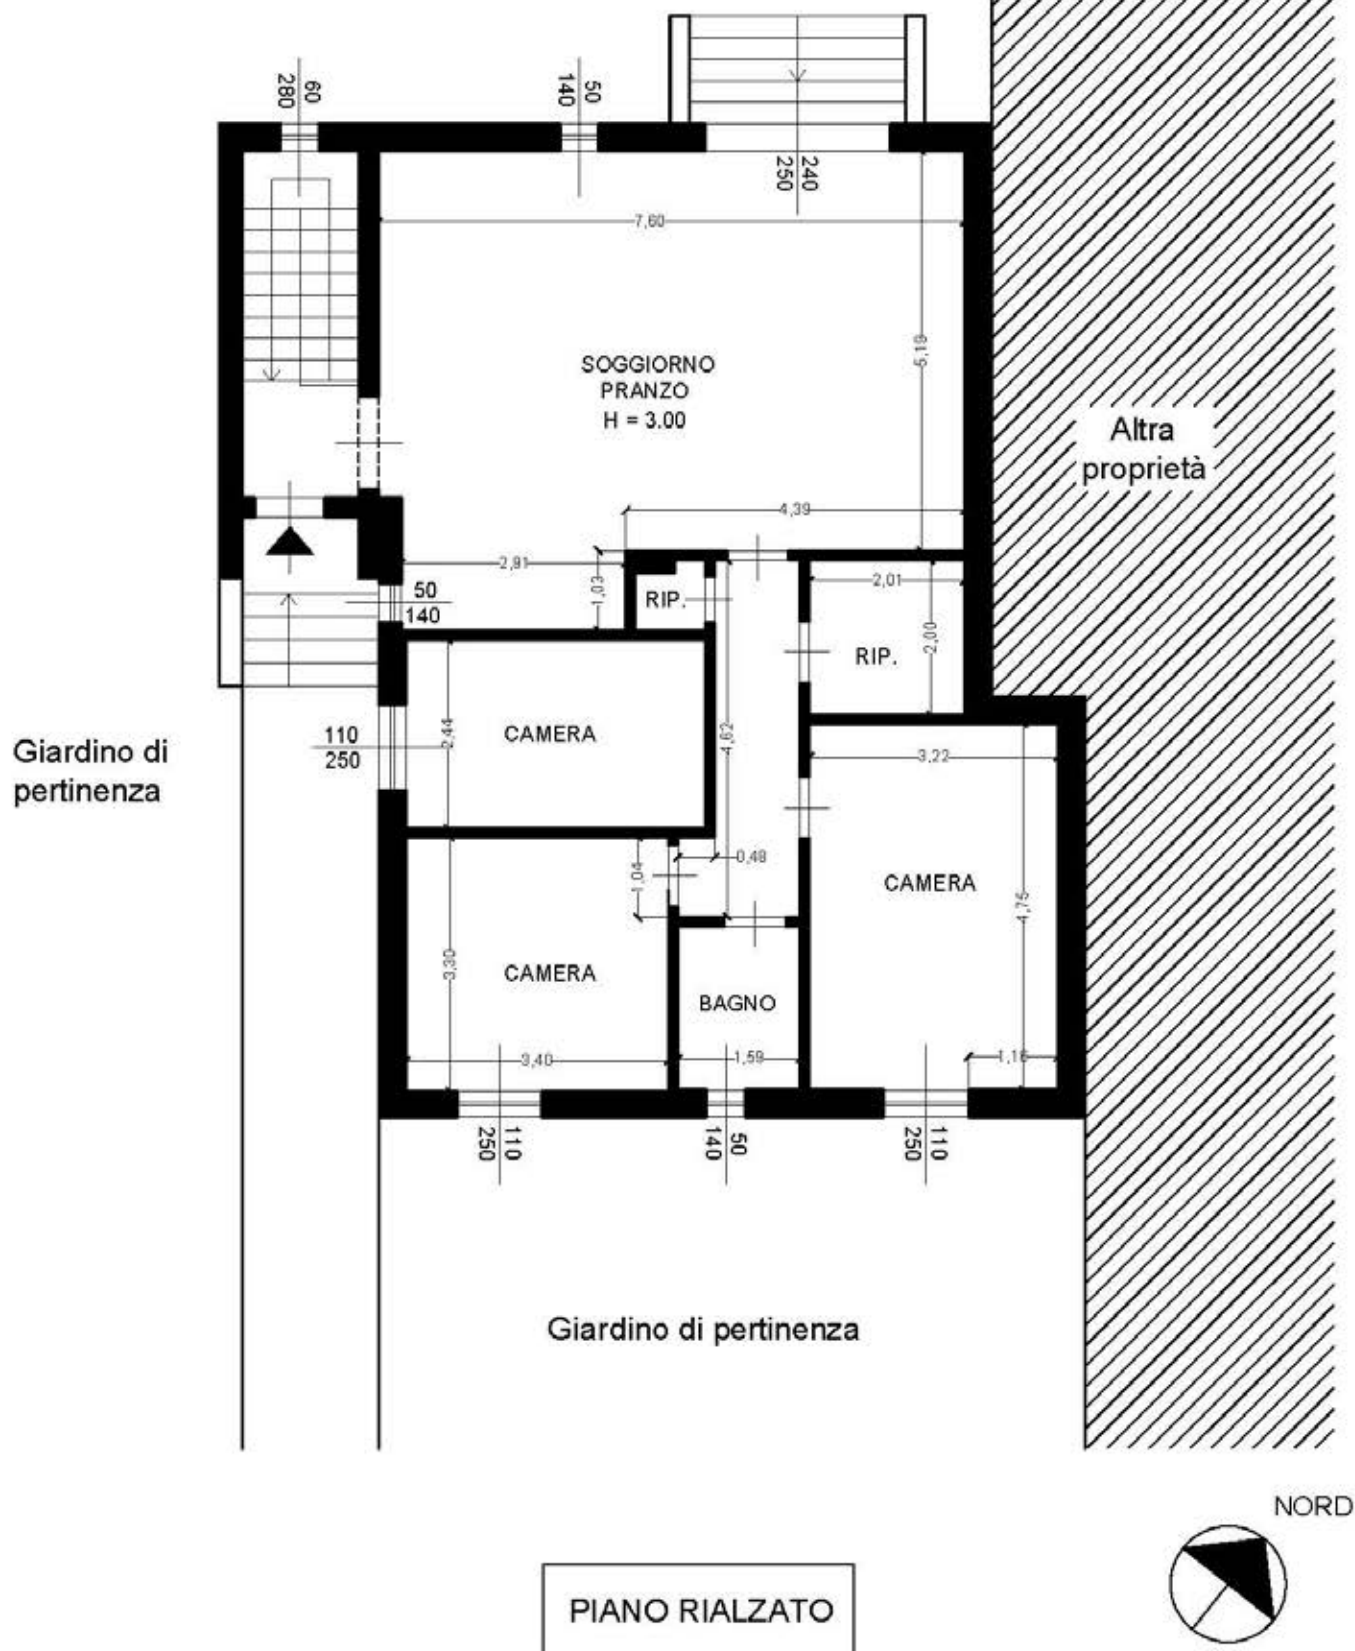 60
280
50
140
240
250
7,60
5,19
SOGGIORNO
PRANZO
H = 3.00
Altra
proprietà
4,39
2,91
1,03
RIP.
2,01
2,00
RIP.
50
140
CAMERA
2,44
4,62
110
250
Giardino di
pertinenza
3,22
0,48
1,04
CAMERA
4,75
CAMERA
3,30
BAGNO
3,40
1,59
1,16
110
250
50
140
110
250
Giardino di pertinenza
NORD
PIANO RIALZATO